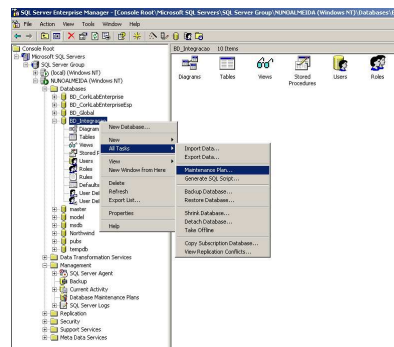 SQL Server Enterprise Manager - [Console Root\Microsoft SQL Servers\SQL Server Group\NUNOALMEIDA (Windows NT)\Databases\B
File Action View Tools Window Help
Console Root
Microsoft SQL Servers
SQL Server Group
(local) (Windows NT)
NUNOALMEIDA (Windows NT)
Databases
BD_CorkLabEnterprise
BD_CorkLabEnterpriseEsp
BD_Global
BD_Integracao
Diagram
Tables
Views
Stored P
Users
Roles
Rules
Defaults
User Def
User Def
master
model
msdb
Northwind
pubs
tempdb
Data Transformation Services
Management
SQL Server Agent
Backup
Current Activity
Database Maintenance Plans
SQL Server Logs
Replication
Security
Support Services
Meta Data Services
BD_Integracao 10 Items
Diagrams
Tables
Views
Stored Procedures
Users
Roles
New Database...
New
All Tasks
View
New Window from Here
Delete
Refresh
Export List...
Properties
Help
Import Data...
Export Data...
Maintenance Plan...
Generate SQL Script...
Backup Database...
Restore Database...
Shrink Database...
Detach Database...
Take Offline
Copy Subscription Database...
View Replication Conflicts...